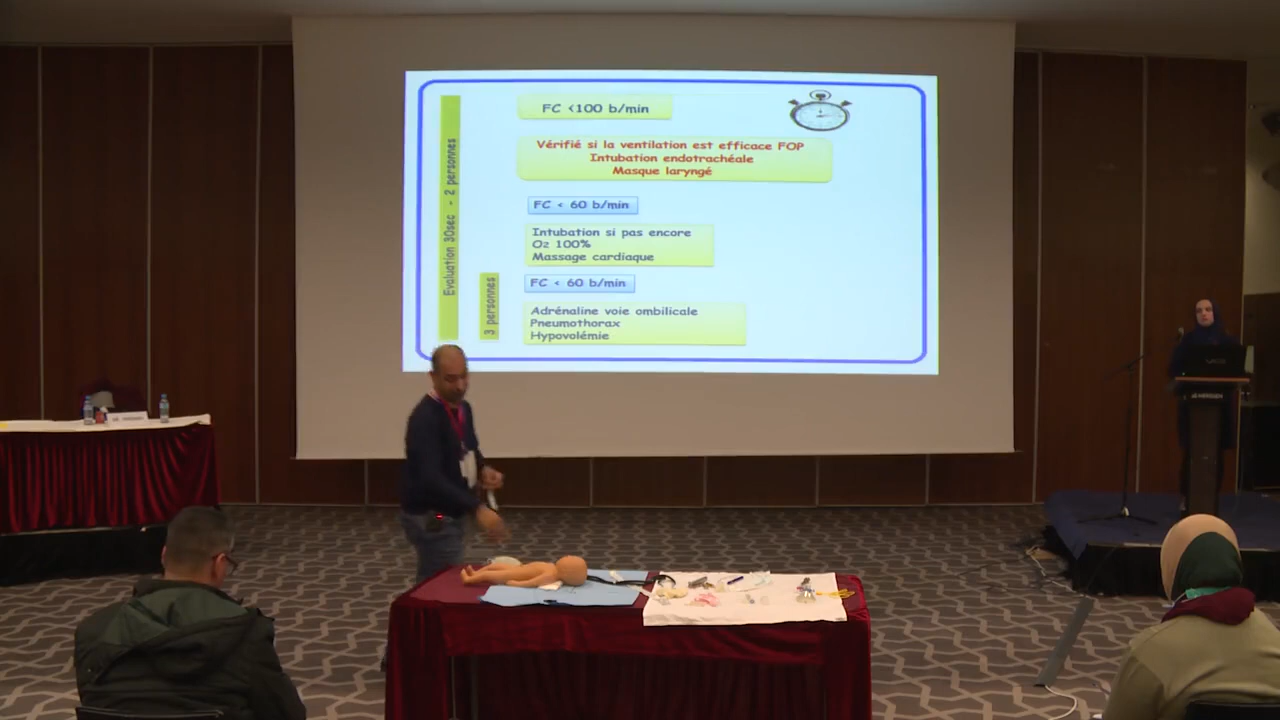 FC <100 b/min
Vérifié si la ventilation est efficace FOP
Intubation endotrachéale
Masque laryngé
Evaluation 30sec - 2 personnes
FC < 60 b/min
Intubation si pas encore
O2 100%
Massage cardiaque
3 personnes
FC < 60 b/min
Adrénaline voie ombilicale
Pneumothorax
Hypovolémie